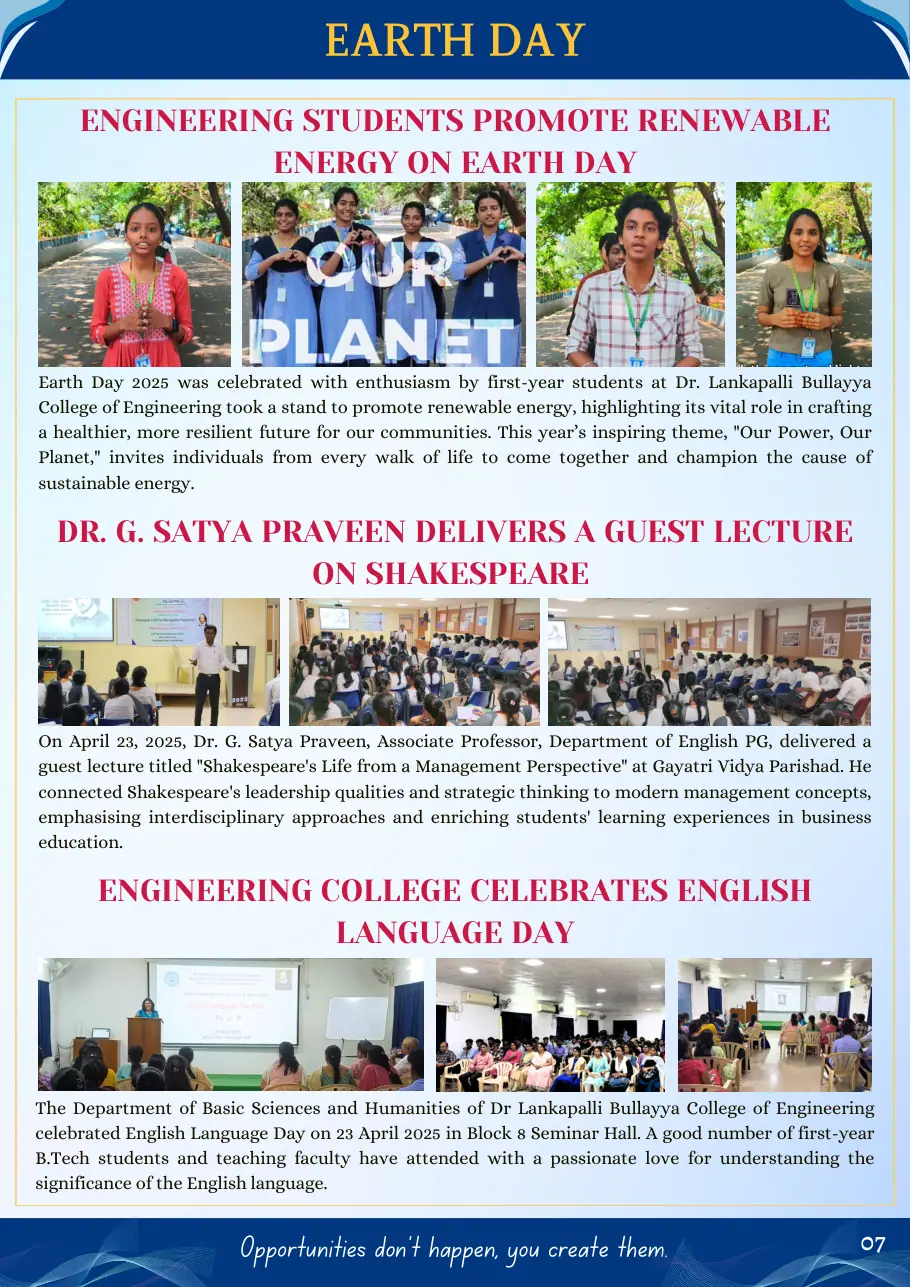 EARTH DAY
ENGINEERING STUDENTS PROMOTE RENEWABLE
ENERGY ON EARTH DAY
OUR
PLANET
Earth Day 2025 was celebrated with enthusiasm by first-year students at Dr. Lankapalli Bullayya
College of Engineering took a stand to promote renewable energy, highlighting its vital role in crafting
a healthier, more resilient future for our communities. This year’s inspiring theme, "Our Power, Our
Planet," invites individuals from every walk of life to come together and champion the cause of
sustainable energy.
DR. G. SATYA PRAVEEN DELIVERS A GUEST LECTURE
ON SHAKESPEARE
On April 23, 2025, Dr. G. Satya Praveen, Associate Professor, Department of English PG, delivered a
guest lecture titled "Shakespeare's Life from a Management Perspective" at Gayatri Vidya Parishad. He
connected Shakespeare's leadership qualities and strategic thinking to modern management concepts,
emphasising interdisciplinary approaches and enriching students' learning experiences in business
education.
ENGINEERING COLLEGE CELEBRATES ENGLISH
LANGUAGE DAY
The Department of Basic Sciences and Humanities of Dr Lankapalli Bullayya College of Engineering
celebrated English Language Day on 23 April 2025 in Block 8 Seminar Hall. A good number of first-year
B.Tech students and teaching faculty have attended with a passionate love for understanding the
significance of the English language.
Opportunities don't happen, you create them.
07